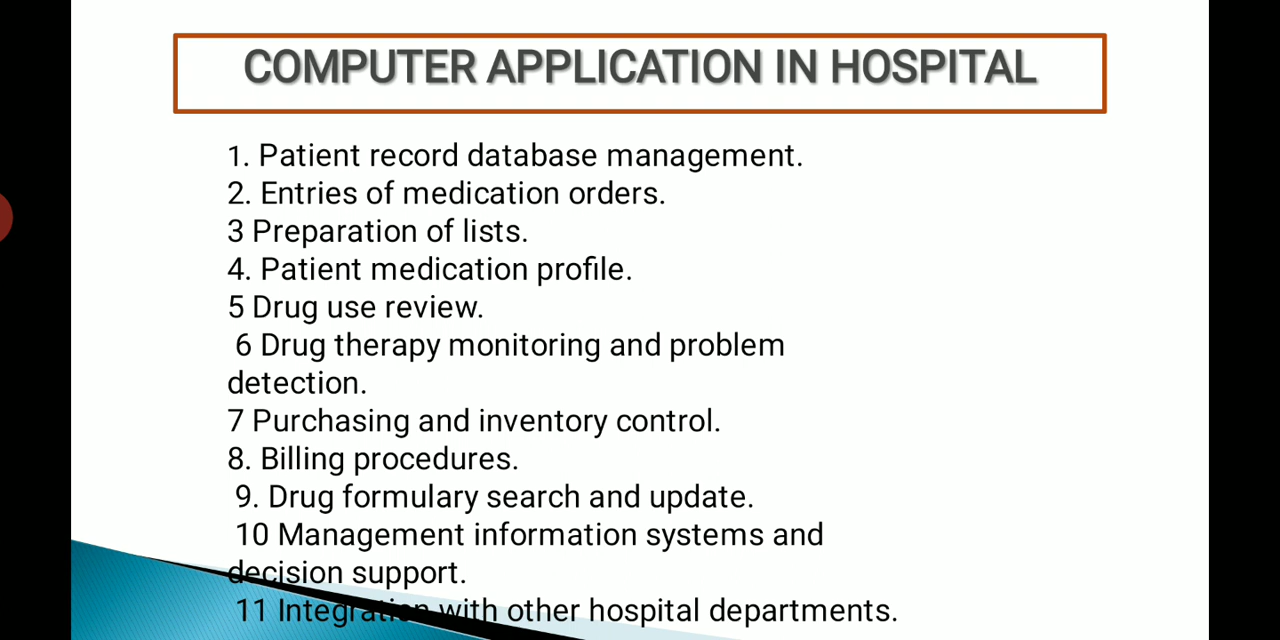 COMPUTER APPLICATION IN HOSPITAL
1. Patient record database management.
2. Entries of medication orders.
3 Preparation of lists.
4. Patient medication profile.
5 Drug use review.
6 Drug therapy monitoring and problem
detection.
7 Purchasing and inventory control.
8. Billing procedures.
9. Drug formulary search and update.
10 Management information systems and
decision support.
11 Integration with other hospital departments.